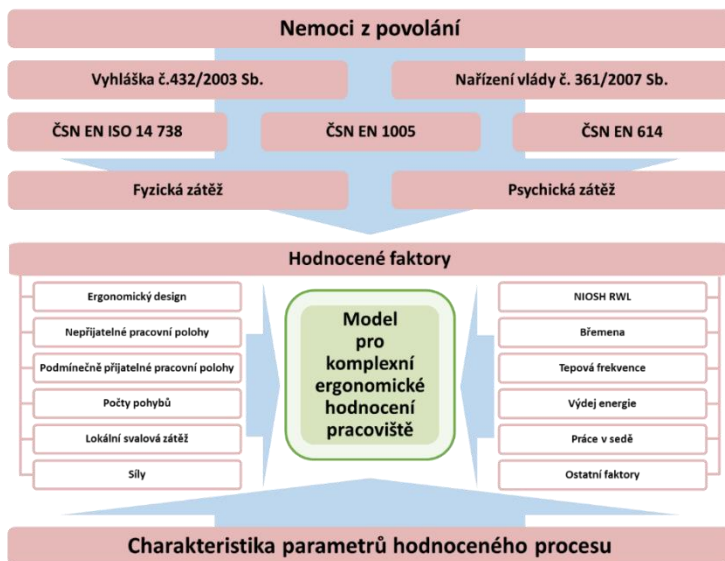 Nemoci z povolání
Vyhláška č.432/2003 Sb.
Nařízení vlády č. 361/2007 Sb.
ČSN EN ISO 14 738
ČSN EN 1005
ČSN EN 614
Fyzická zátěž
Psychická zátěž
Hodnocené faktory
Ergonomický design
Nepřijatelné pracovní polohy
Podmínečně přijatelné pracovní polohy
Počty pohybů
Lokální svalová zátěž
Síly
Model
pro
komplexní
ergonomické
hodnocení
pracoviště
NIOSH RWL
Břemena
Tepová frekvence
Výdej energie
Práce v sedě
Ostatní faktory
Charakteristika parametrů hodnoceného procesu